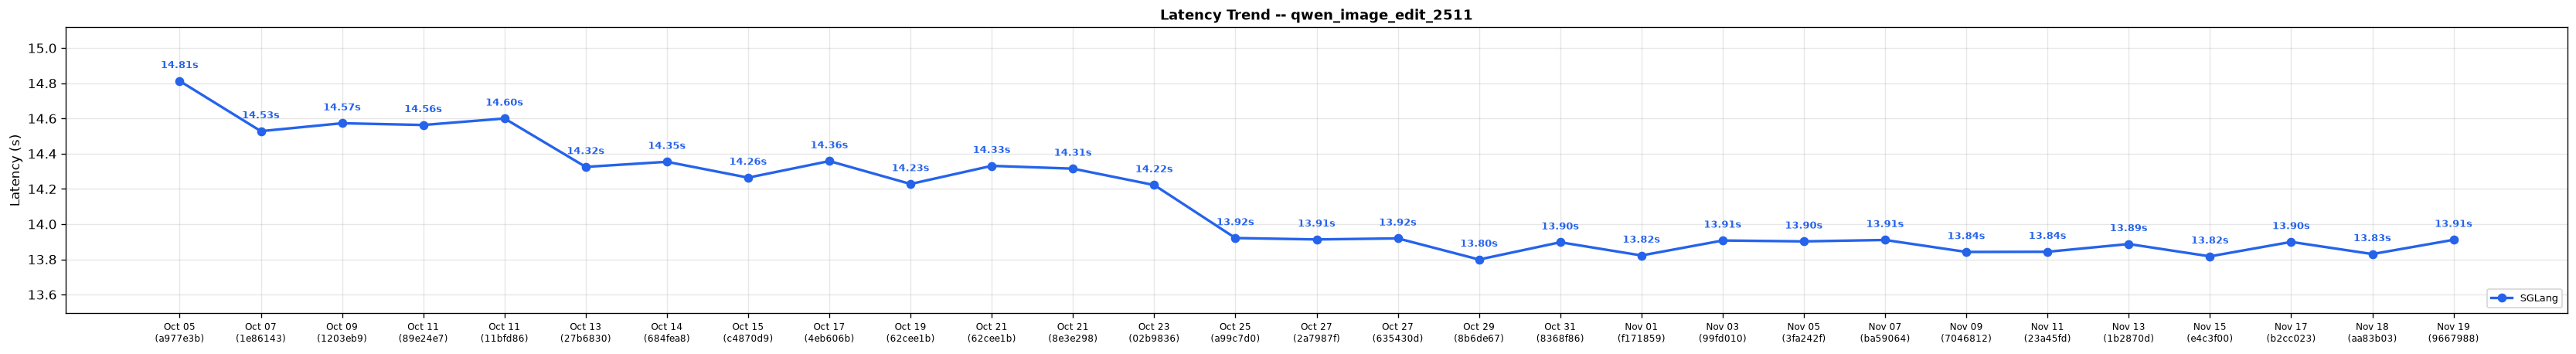 Latency Trend -- qwen_image_edit_2511
Latency (s)
15.0
14.8
14.6
14.4
14.2
14.0
13.8
13.6
14.81s
14.53s
14.57s
14.56s
14.60s
14.32s
14.35s
14.26s
14.36s
14.23s
14.33s
14.31s
14.22s
13.92s
13.91s
13.92s
13.80s
13.90s
13.82s
13.91s
13.90s
13.91s
13.84s
13.84s
13.89s
13.82s
13.90s
13.83s
13.91s
SGLang
Oct 05
(a977e3b)
Oct 07
(1e86143)
Oct 09
(1203eb9)
Oct 11
(89e24e7)
Oct 11
(11bfd86)
Oct 13
(27b6830)
Oct 14
(684fea8)
Oct 15
(c4870d9)
Oct 17
(4eb606b)
Oct 19
(62cee1b)
Oct 21
(62cee1b)
Oct 21
(8e3e298)
Oct 23
(02b9836)
Oct 25
(a99c7d0)
Oct 27
(2a7987f)
Oct 27
(635430d)
Oct 29
(8b6de67)
Oct 31
(8368f86)
Nov 01
(f171859)
Nov 03
(99fd010)
Nov 05
(3fa242f)
Nov 07
(ba59064)
Nov 09
(7046812)
Nov 11
(23a45fd)
Nov 13
(1b2870d)
Nov 15
(e4c3f00)
Nov 17
(b2cc023)
Nov 18
(aa83b03)
Nov 19
(9667988)